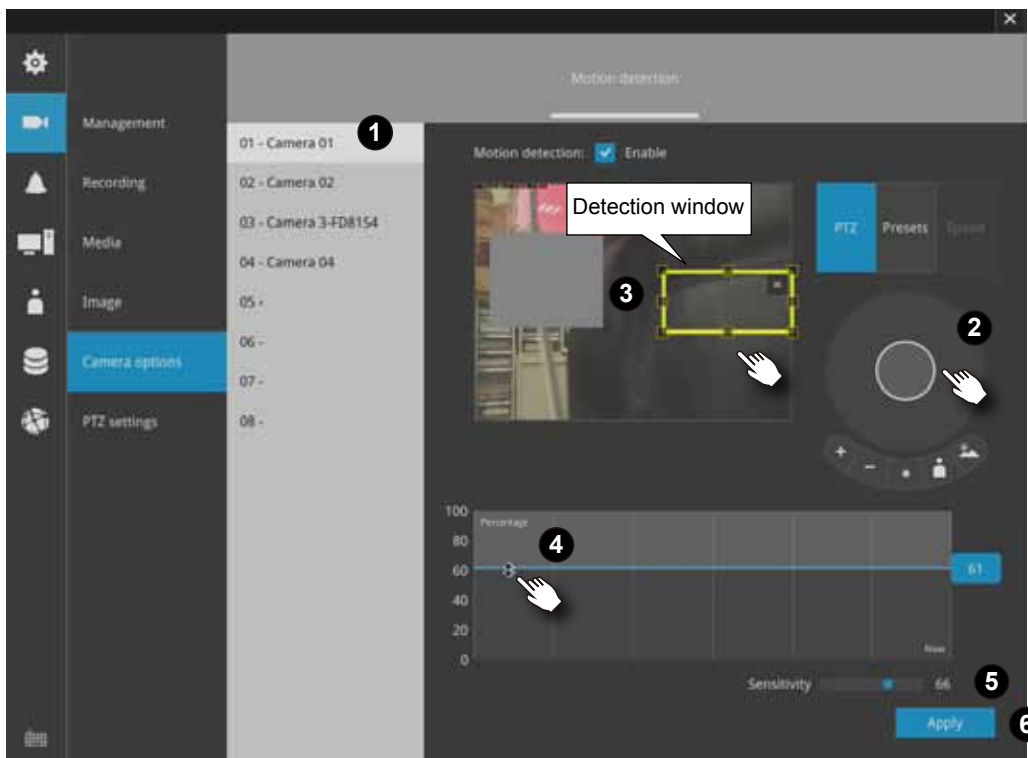 Motion detection
Management
Recording
Media
Image
Camera options
PTZ settings
1
01 - Camera 01
02 - Camera 02
03 - Camera 3-FD8154
04 - Camera 04
05 -
06 -
07 -
08 -
Motion detection: Enable
Detection window
3
PTZ Presets Speed
2
100
80
60
40
20
0
Percentage
4
61
Now
Sensitivity 66 5
Apply 6